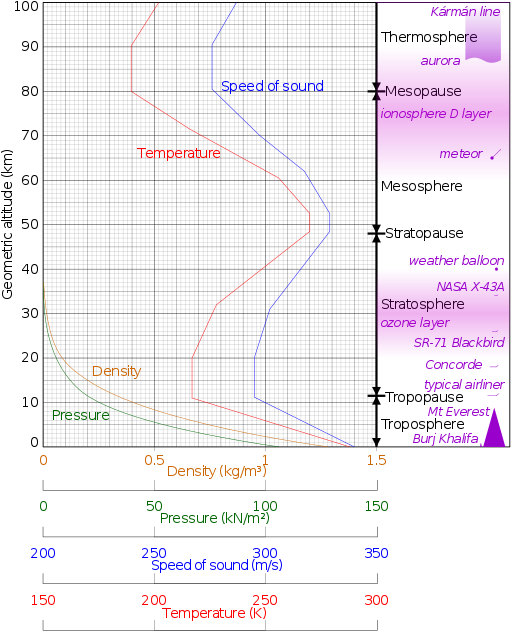 100
Kármán line
Thermosphere
90
aurora
80
Speed of sound
Mesopause
ionosphere D layer
70
Temperature
meteor
60
Mesosphere
Geometric altitude (km)
50
Stratopause
weather balloon
40
NASA X-43A
Stratosphere
30
ozone layer
SR-71 Blackbird
20
Density
Concorde
typical airliner
10
Tropopause
Pressure
Mt Everest
Troposphere
Burj Khalifa
0
0 0.5 1.5
Density (kg/m³)
0 50 100 150
Pressure (kN/m²)
200 250 300 350
Speed of sound (m/s)
150 200 250 300
Temperature (K)